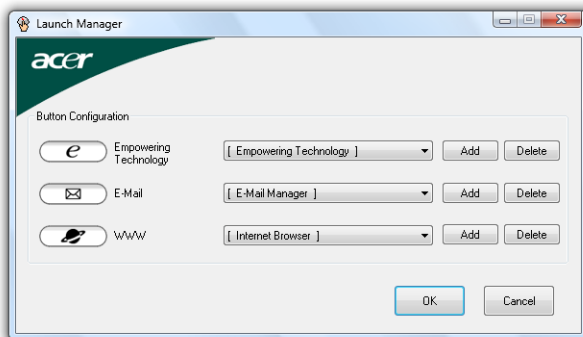 Launch Manager
acer
Button Configuration
e Empowering
Technology
[ Empowering Technology ] Add Delete
E-Mail [ E-Mail Manager ] Add Delete
WWW [ Internet Browser ] Add Delete
OK Cancel